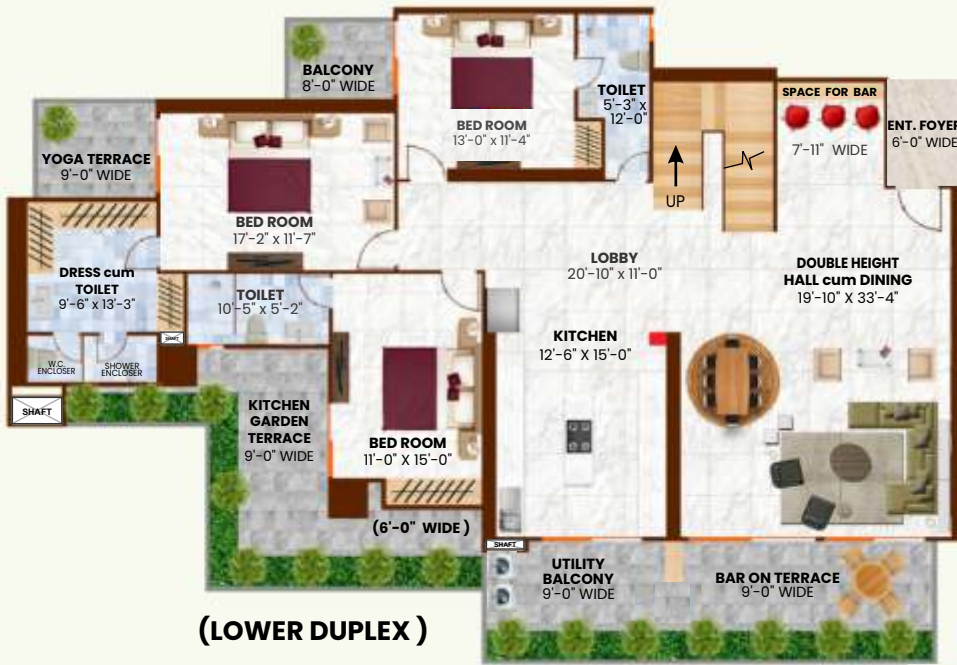 BALCONY
8'-0" WIDE
BED ROOM
13'-0" x 11'-4"
TOILET
5'-3" x
12'-0"
SPACE FOR BAR
7'-11" WIDE
ENT. FOYER
6'-0" WIDE
YOGA TERRACE
9'-0" WIDE
UP
BED ROOM
17'-2" x 11'-7"
LOBBY
20'-10" x 11'-0"
DOUBLE HEIGHT
HALL cum DINING
19'-10" X 33'-4"
DRESS cum
TOILET
9'-6" x 13'-3"
TOILET
10'-5" x 5'-2"
SHAFT
KITCHEN
12'-6" X 15'-0"
W.C.
ENCLOSER
SHOWER
ENCLOSER
SHAFT
KITCHEN
GARDEN
TERRACE
9'-0" WIDE
BED ROOM
11'-0" X 15'-0"
(6'-0" WIDE )
SHAFT
UTILITY
BALCONY
9'-0" WIDE
BAR ON TERRACE
9'-0" WIDE
(LOWER DUPLEX )